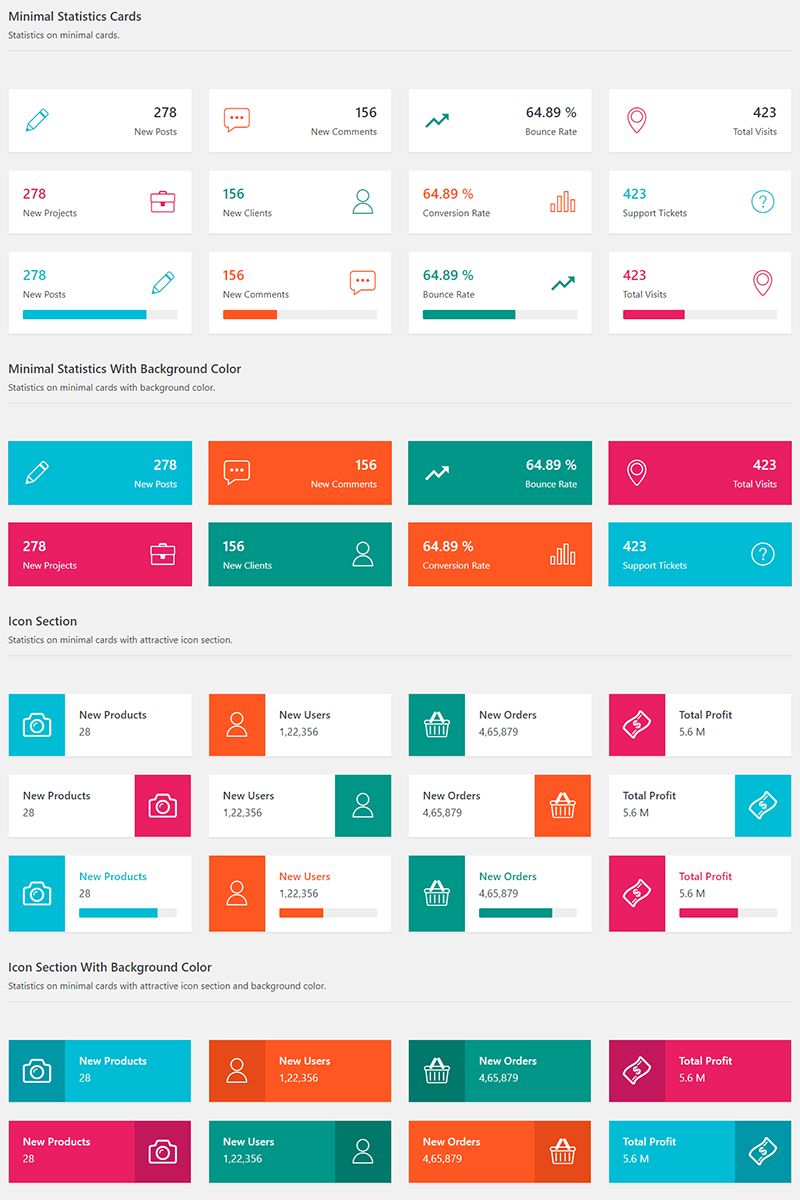 Minimal Statistics Cards
Statistics on minimal cards.
278
New Posts
156
New Comments
64.89 %
Bounce Rate
423
Total Visits
278
New Projects
156
New Clients
64.89 %
Conversion Rate
423
Support Tickets
278
New Posts
156
New Comments
64.89 %
Bounce Rate
423
Total Visits
Minimal Statistics With Background Color
Statistics on minimal cards with background color.
278
New Posts
156
New Comments
64.89 %
Bounce Rate
423
Total Visits
278
New Projects
156
New Clients
64.89 %
Conversion Rate
423
Support Tickets
Icon Section
Statistics on minimal cards with attractive icon section.
New Products
28
New Users
1,22,356
New Orders
4,65,879
Total Profit
5.6 M
New Products
28
New Users
1,22,356
New Orders
4,65,879
Total Profit
5.6 M
New Products
28
New Users
1,22,356
New Orders
4,65,879
Total Profit
5.6 M
Icon Section With Background Color
Statistics on minimal cards with attractive icon section and background color.
New Products
28
New Users
1,22,356
New Orders
4,65,879
Total Profit
5.6 M
New Products
28
New Users
1,22,356
New Orders
4,65,879
Total Profit
5.6 M